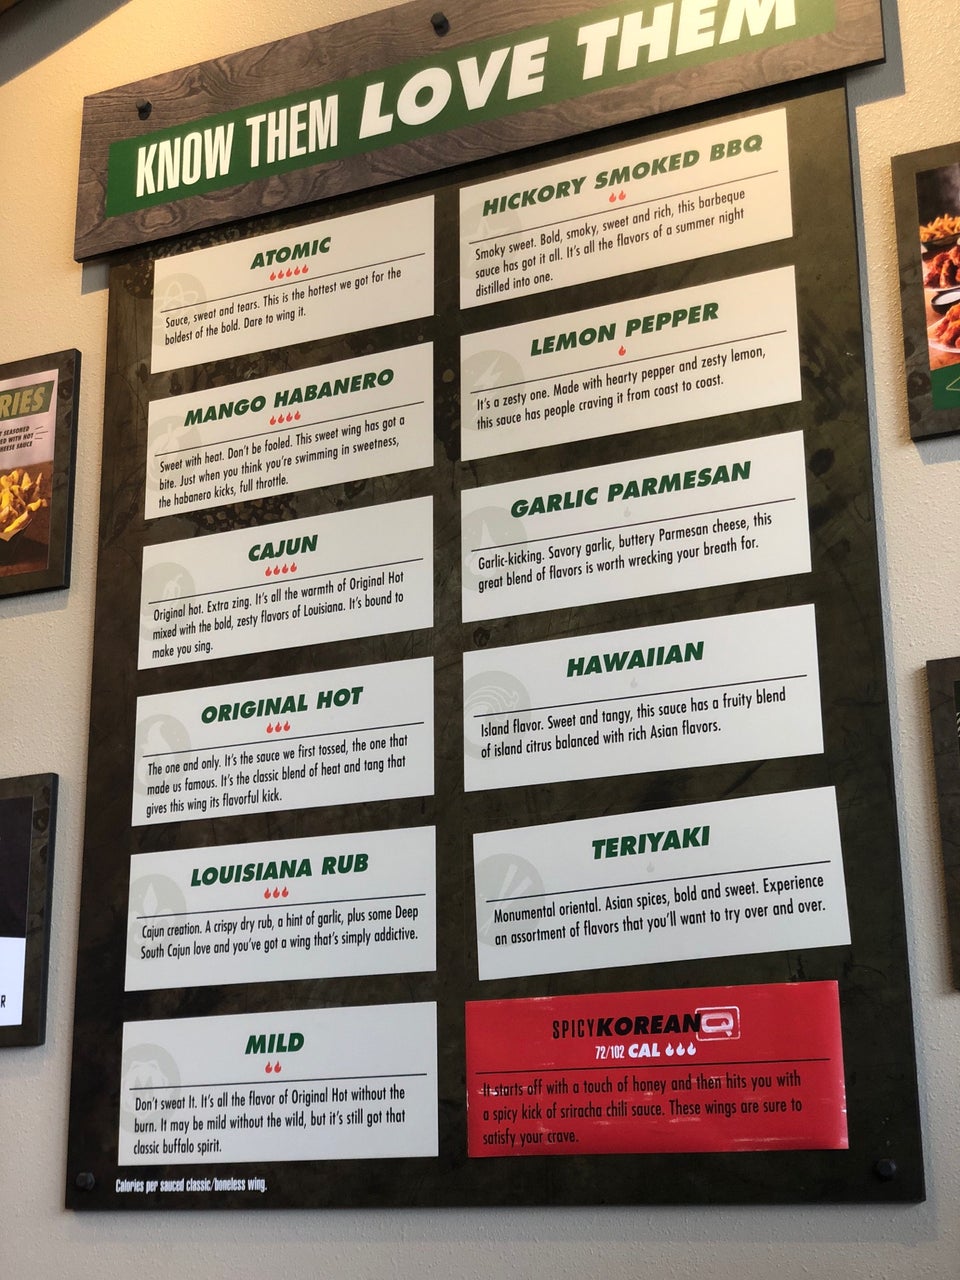 KNOW THEM LOVE THEM
ATOMIC
Sauce, sweat and tears. This is the hottest we got for the
boldest of the bold. Dare to wing it.
MANGO HABANERO
Sweet with heat. Don't be fooled. This sweet wing has got a
bite. Just when you think you're swimming in sweetness,
the habanero kicks, full throttle.
CAJUN
Original hot. Extra zing. It's all the warmth of Original Hot
mixed with the bold, zesty flavors of Louisiana. It's bound to
make you sing.
ORIGINAL HOT
The one and only. It's the sauce we first tossed, the one that
made us famous. It's the classic blend of heat and tang that
gives this wing its flavorful kick.
LOUISIANA RUB
Cajun creation. A crispy dry rub, a hint of garlic, plus some Deep
South Cajun love and you've got a wing that's simply addictive.
MILD
Don't sweat It. It's all the flavor of Original Hot without the
burn. It may be mild without the wild, but it's still got that
classic buffalo spirit.
HICKORY SMOKED BBQ
Smoky sweet. Bold, smoky, sweet and rich, this barbeque
sauce has got it all. It's all the flavors of a summer night
distilled into one.
LEMON PEPPER
It's a zesty one. Made with hearty pepper and zesty lemon,
this sauce has people craving it from coast to coast.
GARLIC PARMESAN
Garlic-kicking. Savory garlic, buttery Parmesan cheese, this
great blend of flavors is worth wrecking your breath for.
HAWAIIAN
Island flavor. Sweet and tangy, this sauce has a fruity blend
of island citrus balanced with rich Asian flavors.
TERIYAKI
Monumental oriental. Asian spices, bold and sweet. Experience
an assortment of flavors that you'll want to try over and over.
SPICY KOREAN Q
72/102 CAL
It starts off with a touch of honey and then hits you with
a spicy kick of sriracha chili sauce. These wings are sure to
satisfy your crave.
Calories per sauced classic/boneless wing.
RIES
SEASONED
ED WITH HOT
CHEESE SAUCE
R